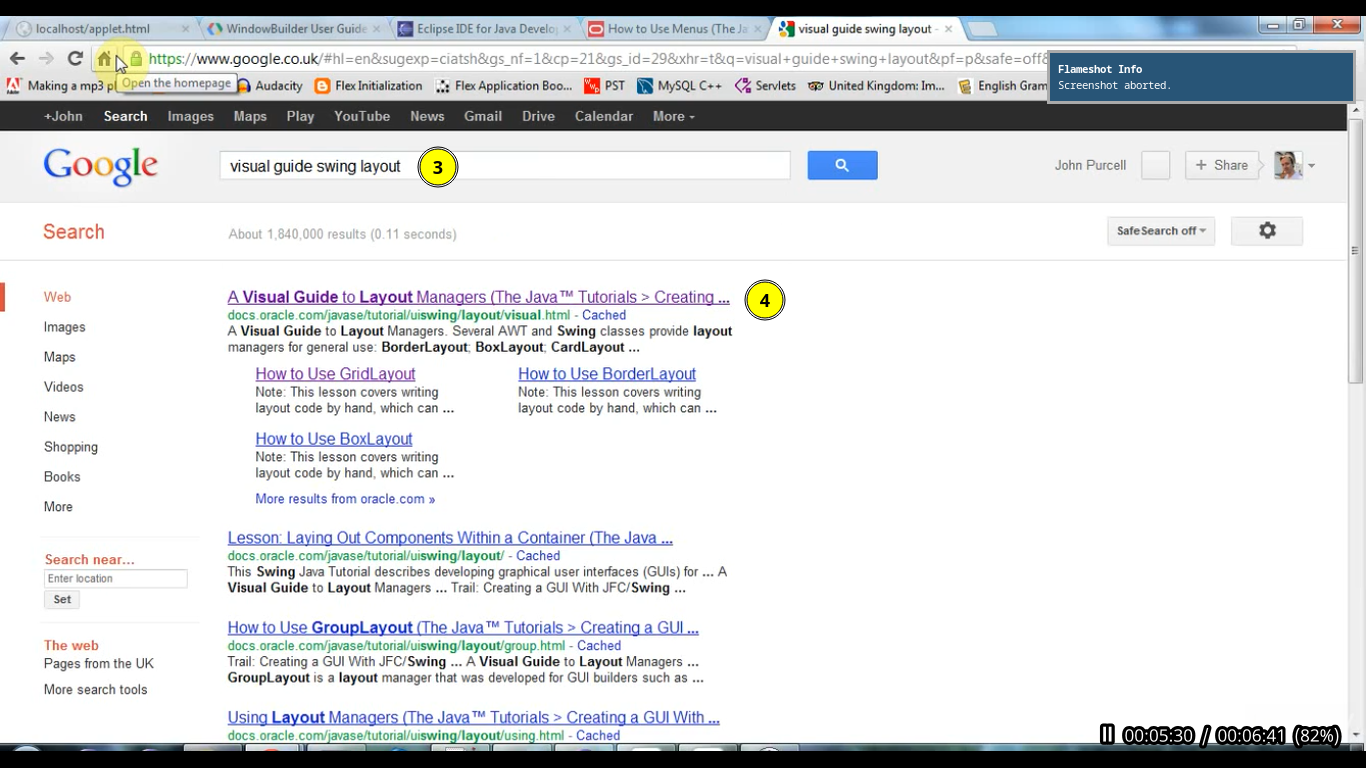 localhost/applet.html
WindowBuilder User Guide
Eclipse IDE for Java Develo
How to Use Menus (The Ja
visual guide swing layout -
https://www.google.co.uk/#hl=en&sugexp=ciatsh&gs_nf=1&cp=21&gs_id=29&xhr=t&q=visual+guide+swing+layout&pf=p&safe=off&
Open the homepage
Flameshot Info
Screenshot aborted.
Making a mp3 pl
Audacity
Flex Initialization
Flex Application Boo...
PST
MySQL C++
Servlets
United Kingdom: Im...
English Gram
+John Search Images Maps Play YouTube News Gmail Drive Calendar More
Google
visual guide swing layout
3
John Purcell
+ Share
Search
About 1,840,000 results (0.11 seconds)
SafeSearch off
Web
Images
Maps
Videos
News
Shopping
Books
More
Search near...
Enter location
Set
The web
Pages from the UK
More search tools
A Visual Guide to Layout Managers (The Java™ Tutorials > Creating ...
4
docs.oracle.com/javase/tutorial/uiswing/layout/visual.html - Cached
A Visual Guide to Layout Managers. Several AWT and Swing classes provide layout
managers for general use: BorderLayout; BoxLayout; CardLayout ...
How to Use GridLayout
Note: This lesson covers writing
layout code by hand, which can ...
How to Use BorderLayout
Note: This lesson covers writing
layout code by hand, which can ...
How to Use BoxLayout
Note: This lesson covers writing
layout code by hand, which can ...
More results from oracle.com »
Lesson: Laying Out Components Within a Container (The Java ...
docs.oracle.com/javase/tutorial/uiswing/layout/ - Cached
This Swing Java Tutorial describes developing graphical user interfaces (GUIs) for ... A
Visual Guide to Layout Managers ... Trail: Creating a GUI With JFC/Swing ...
How to Use GroupLayout (The Java™ Tutorials > Creating a GUI ...
docs.oracle.com/javase/tutorial/uiswing/layout/group.html - Cached
Trail: Creating a GUI With JFC/Swing ... A Visual Guide to Layout Managers ...
GroupLayout is a layout manager that was developed for GUI builders such as ...
Using Layout Managers (The Java™ Tutorials > Creating a GUI With ...
docs.oracle.com/javase/tutorial/uiswing/layout/using.html - Cached
00:05:30 / 00:06:41 (82%)